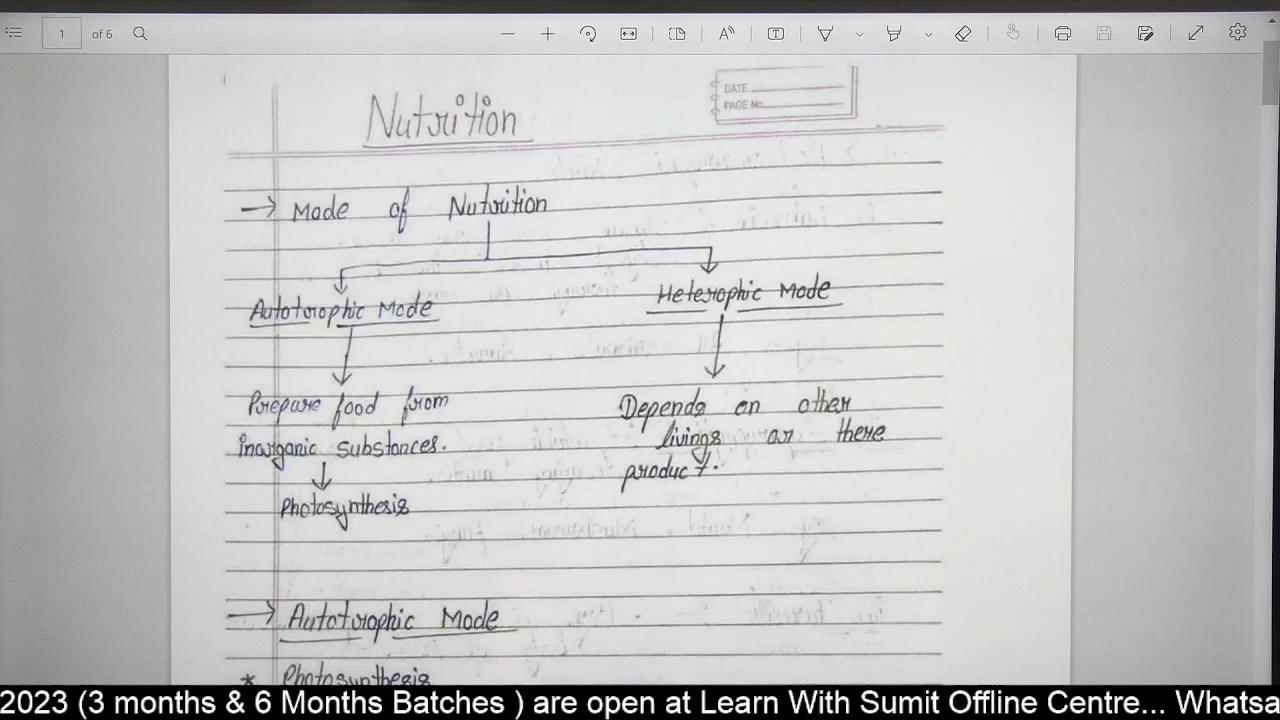 1 of 6
DATE
PAGE No.
Nutrition
→ Mode of Nutrition
Autotrophic Mode
Heterophic Mode
Prepare food from
inorganic substances.
Photosynthesis
Depends on other
livings or there
product.
→ Autotrophic Mode
* Photosynthesis
2023 (3 months & 6 Months Batches ) are open at Learn With Sumit Offline Centre... Whatsa